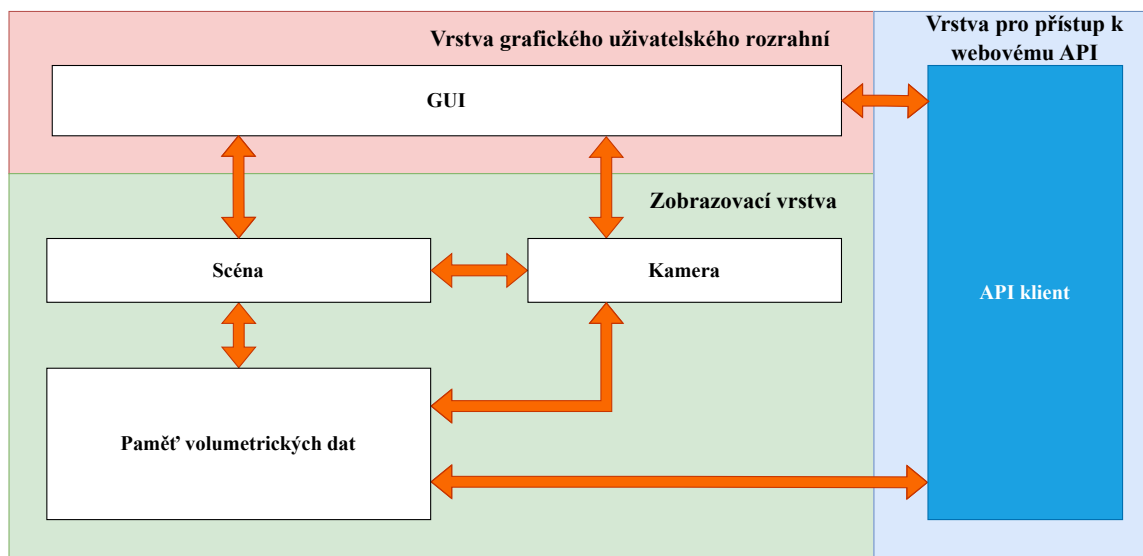 Vrstva grafického uživatelského rozrahní
Vrstva pro přístup k
webovému API
GUI
Zobrazovací vrstva
Scéna
Kamera
API klient
Paměť volumetrických dat